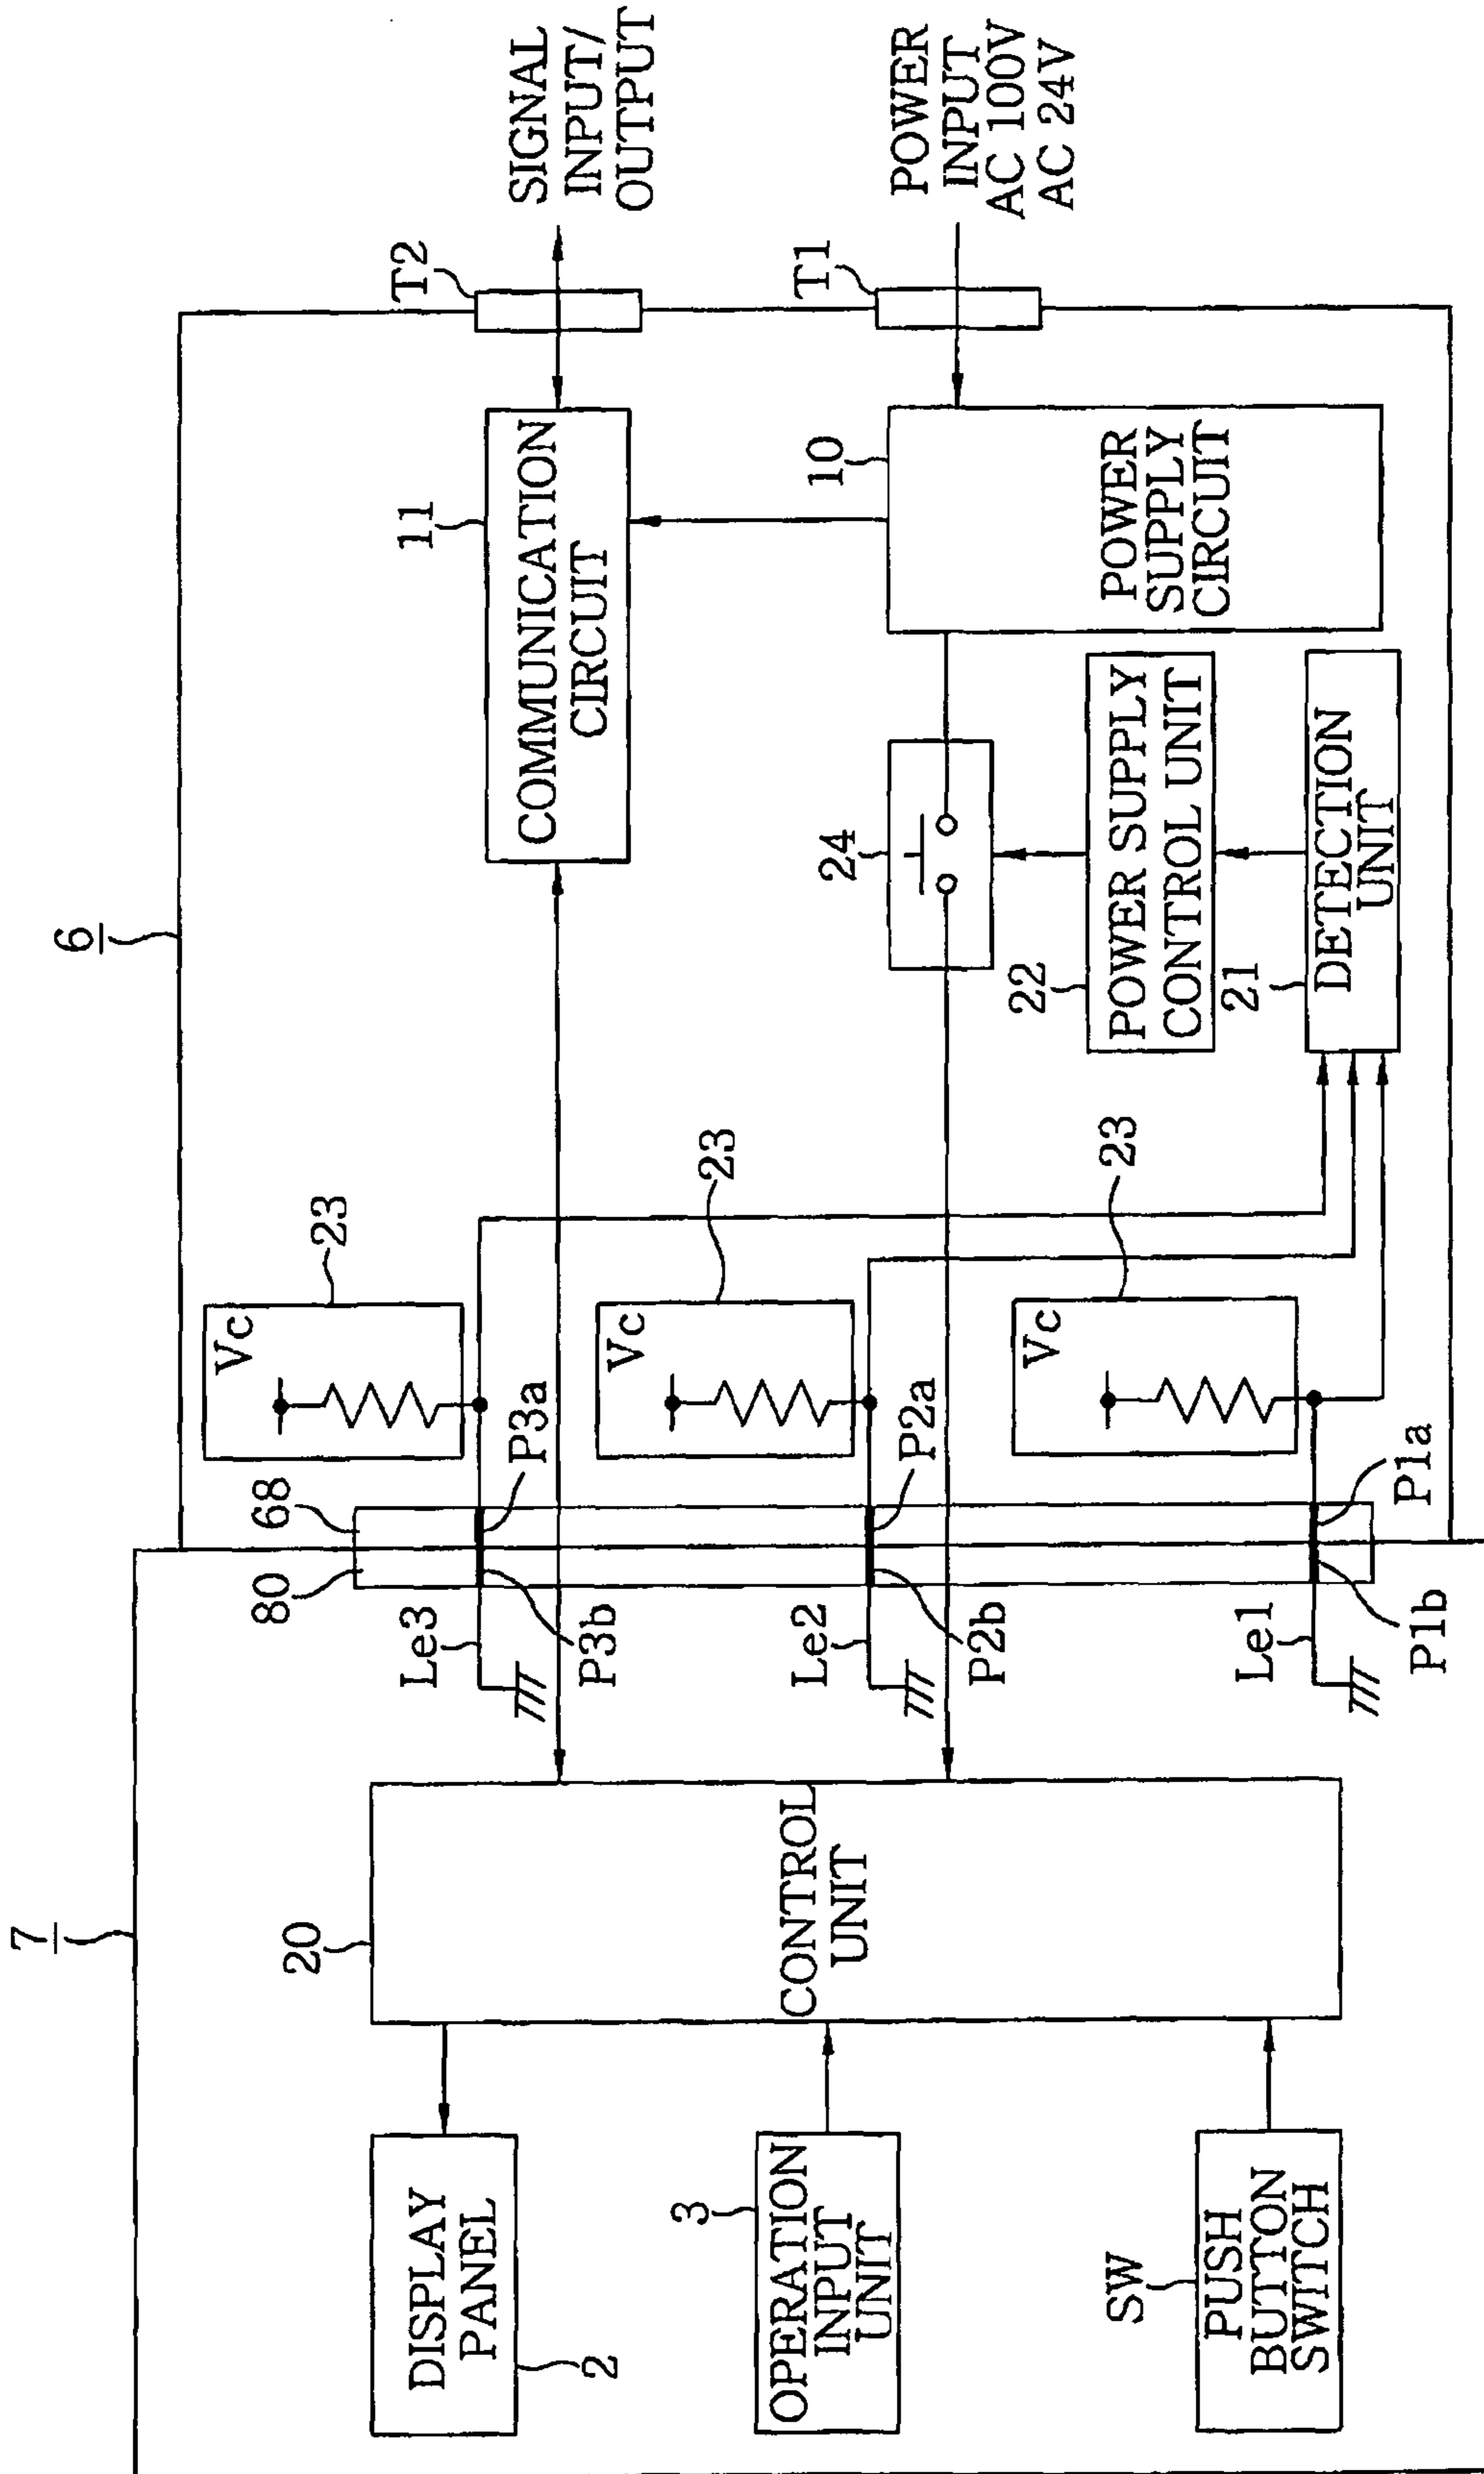 7
6
DISPLAY
PANEL
2
3
OPERATION
INPUT
UNIT
SW
PUSH
BUTTON
SWITCH
20
CONTROL
UNIT
80
68
Le3
P3b
P3a
Vc
23
Le2
P2b
P2a
Vc
23
Le1
P1b
P1a
Vc
23
11
COMMUNICATION
CIRCUIT
24
22
POWER SUPPLY
CONTROL UNIT
21
DETECTION
UNIT
10
POWER
SUPPLY
CIRCUIT
T2
SIGNAL
INPUT/
OUTPUT
T1
POWER
INPUT
AC 100V
AC 24V